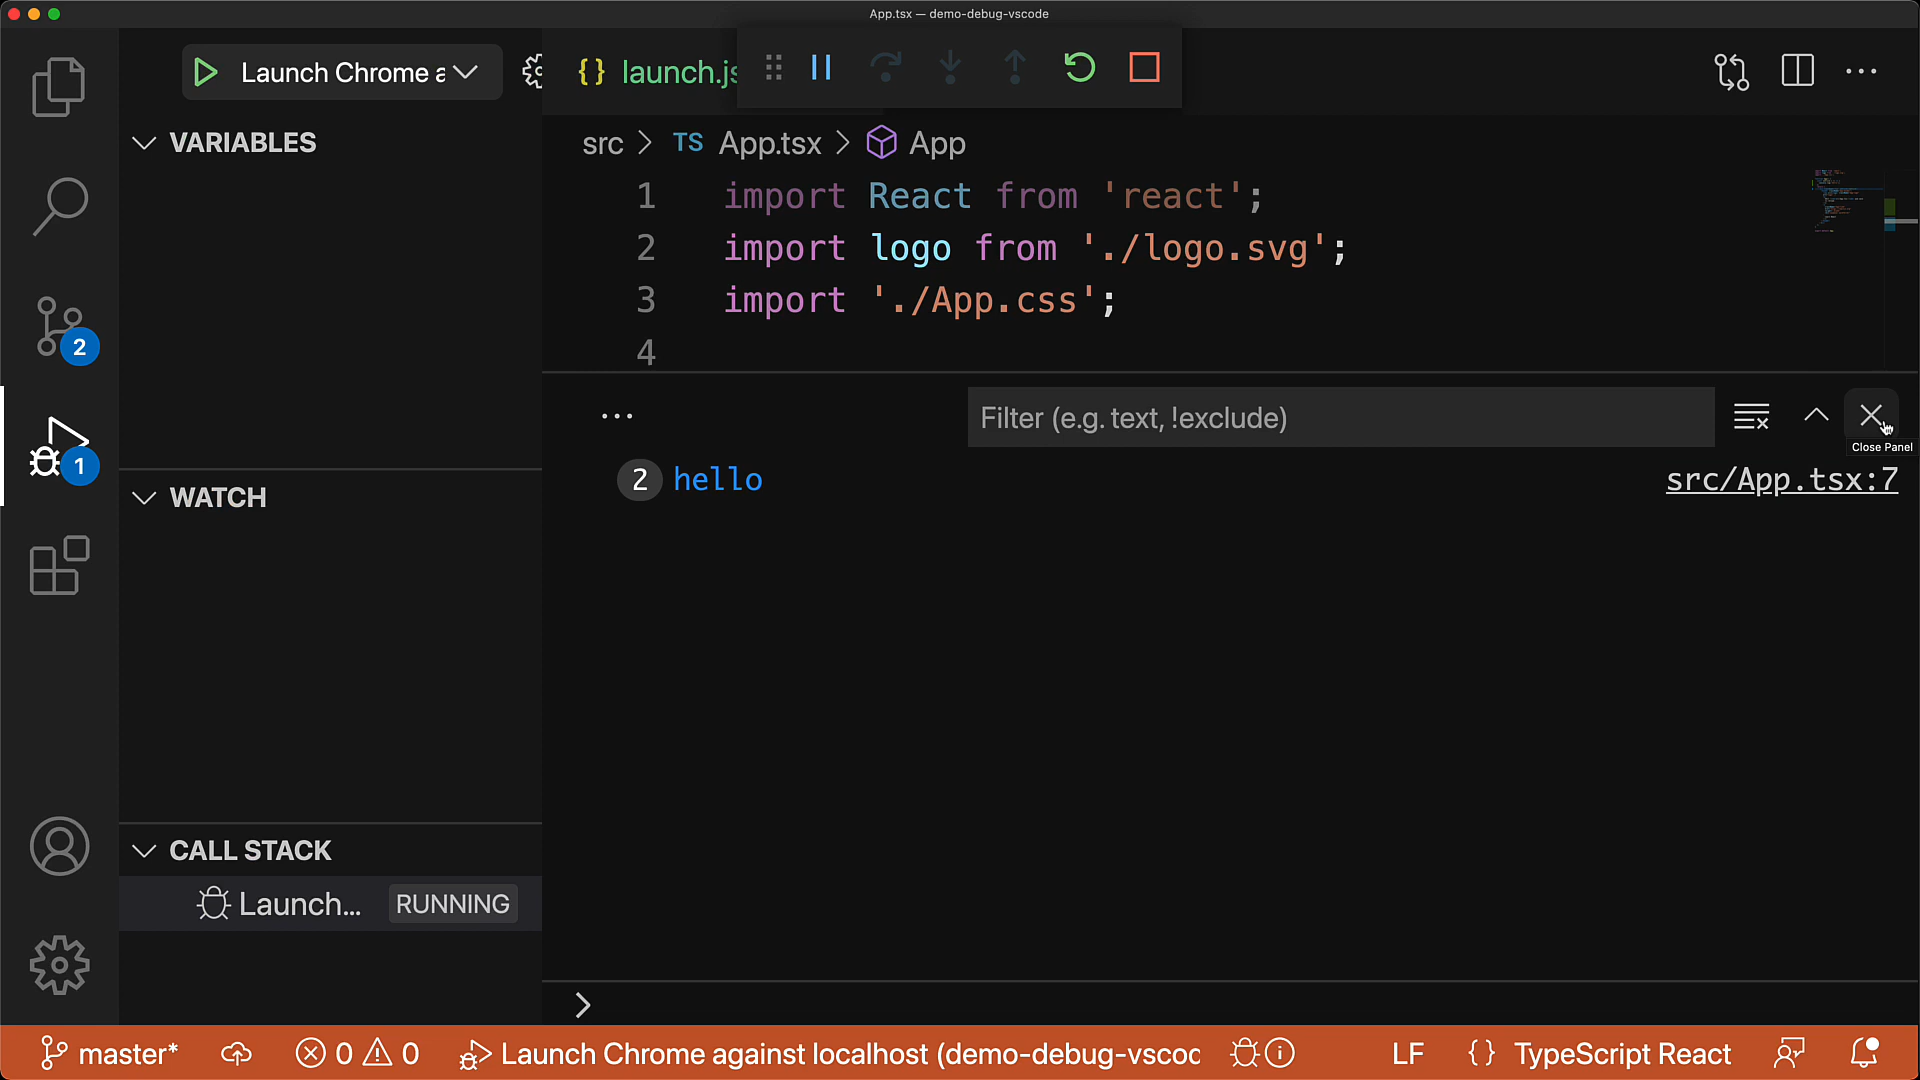 App.tsx — demo-debug-vscode
Launch Chrome a
{} launch.js
VARIABLES
src > TS App.tsx > App
1 import React from 'react';
2 import logo from './logo.svg';
3 import './App.css';
4
2
Filter (e.g. text, !exclude)
Close Panel
1
2 hello src/App.tsx:7
WATCH
CALL STACK
Launch... RUNNING
>
master* 0 0 Launch Chrome against localhost (demo-debug-vscoc LF {} TypeScript React